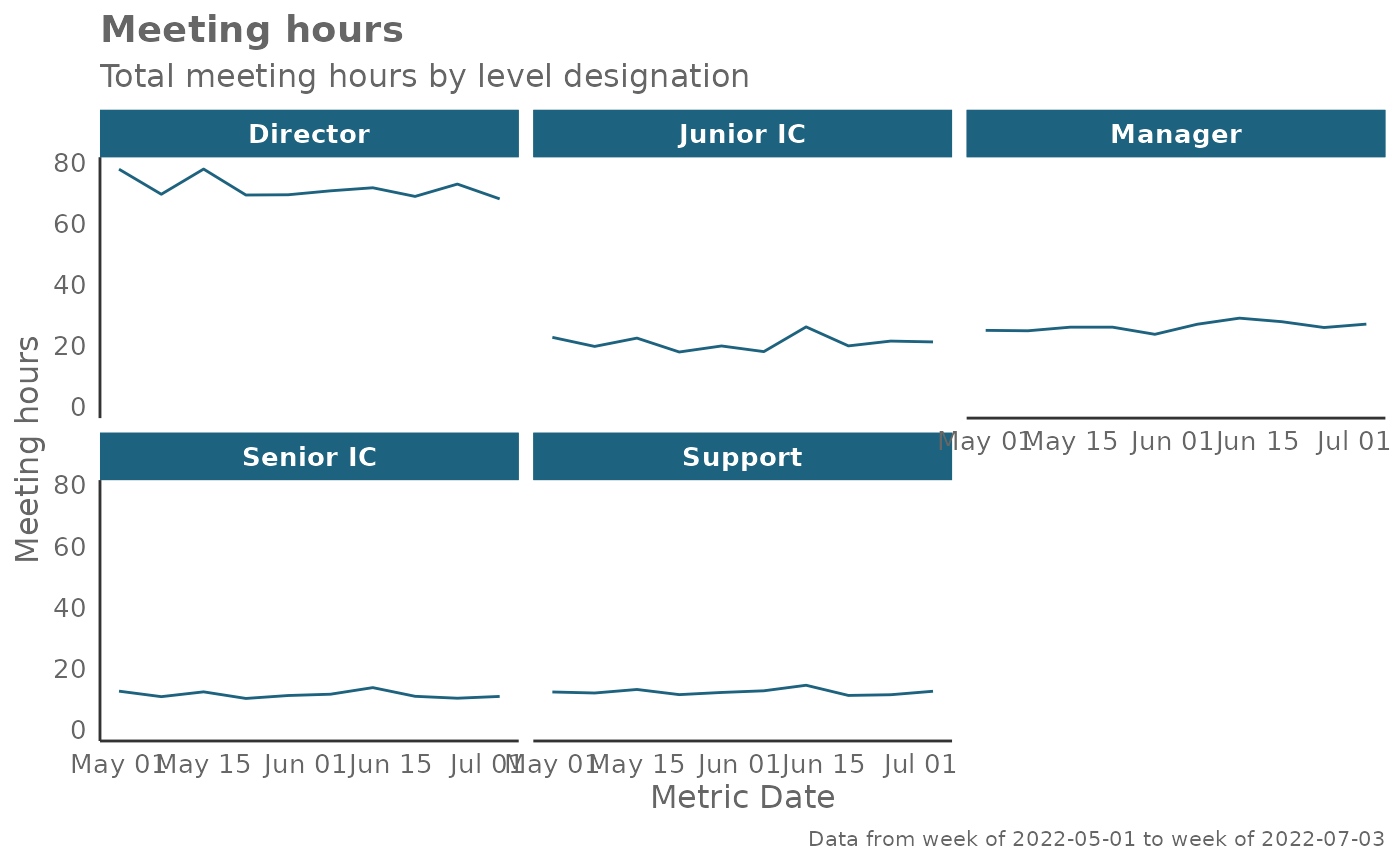 Meeting hours
Total meeting hours by level designation
Director
Junior IC
Manager
80
60
40
20
0
May 01
May 15
Jun 01
Jun 15
Jul 01
Meeting hours
Senior IC
Support
80
60
40
20
0
May 01
May 15
Jun 01
Jun 15
Jul 01
May 01
May 15
Jun 01
Jun 15
Jul 01
Metric Date
Data from week of 2022-05-01 to week of 2022-07-03